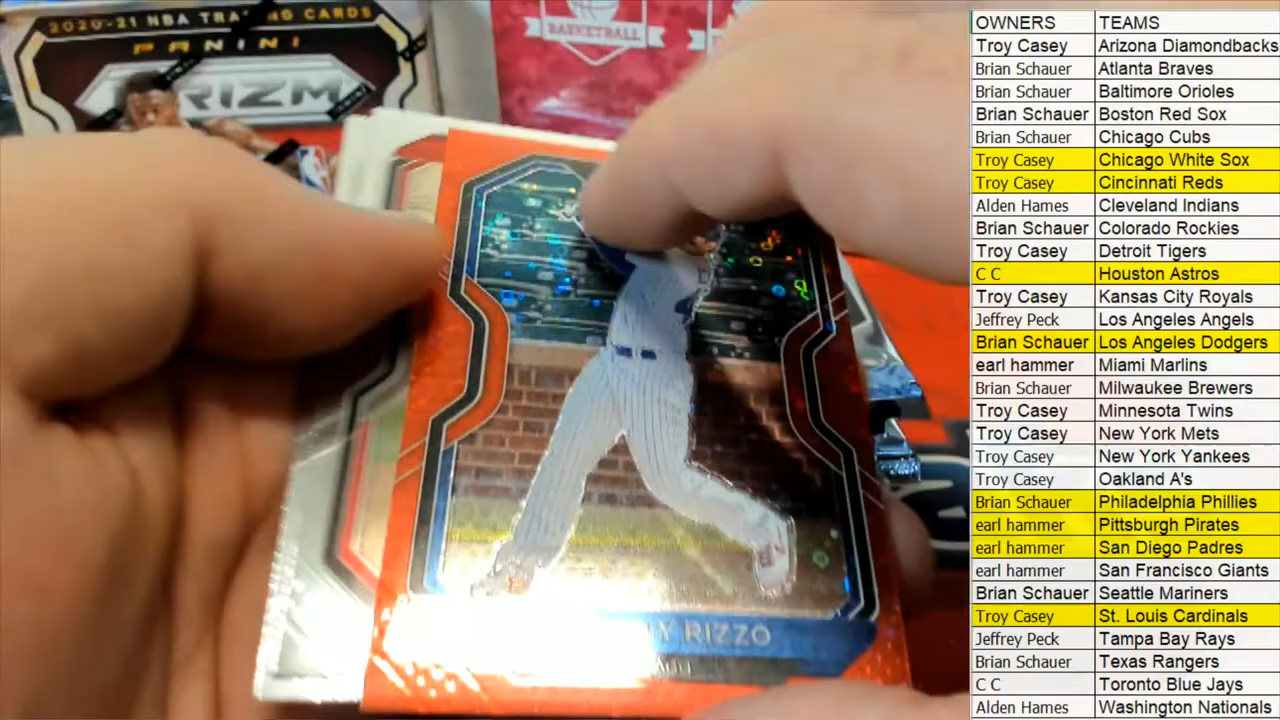 2020-21 NBA TRADING CARDS
PANINI
PRIZM
BASKETBALL
RIZZO
OWNERS TEAMS
Troy Casey Arizona Diamondbacks
Brian Schauer Atlanta Braves
Brian Schauer Baltimore Orioles
Brian Schauer Boston Red Sox
Brian Schauer Chicago Cubs
Troy Casey Chicago White Sox
Troy Casey Cincinnati Reds
Alden Hames Cleveland Indians
Brian Schauer Colorado Rockies
Troy Casey Detroit Tigers
C C Houston Astros
Troy Casey Kansas City Royals
Jeffrey Peck Los Angeles Angels
Brian Schauer Los Angeles Dodgers
earl hammer Miami Marlins
Brian Schauer Milwaukee Brewers
Troy Casey Minnesota Twins
Troy Casey New York Mets
Troy Casey New York Yankees
Troy Casey Oakland A's
Brian Schauer Philadelphia Phillies
earl hammer Pittsburgh Pirates
earl hammer San Diego Padres
earl hammer San Francisco Giants
Brian Schauer Seattle Mariners
Troy Casey St. Louis Cardinals
Jeffrey Peck Tampa Bay Rays
Brian Schauer Texas Rangers
C C Toronto Blue Jays
Alden Hames Washington Nationals